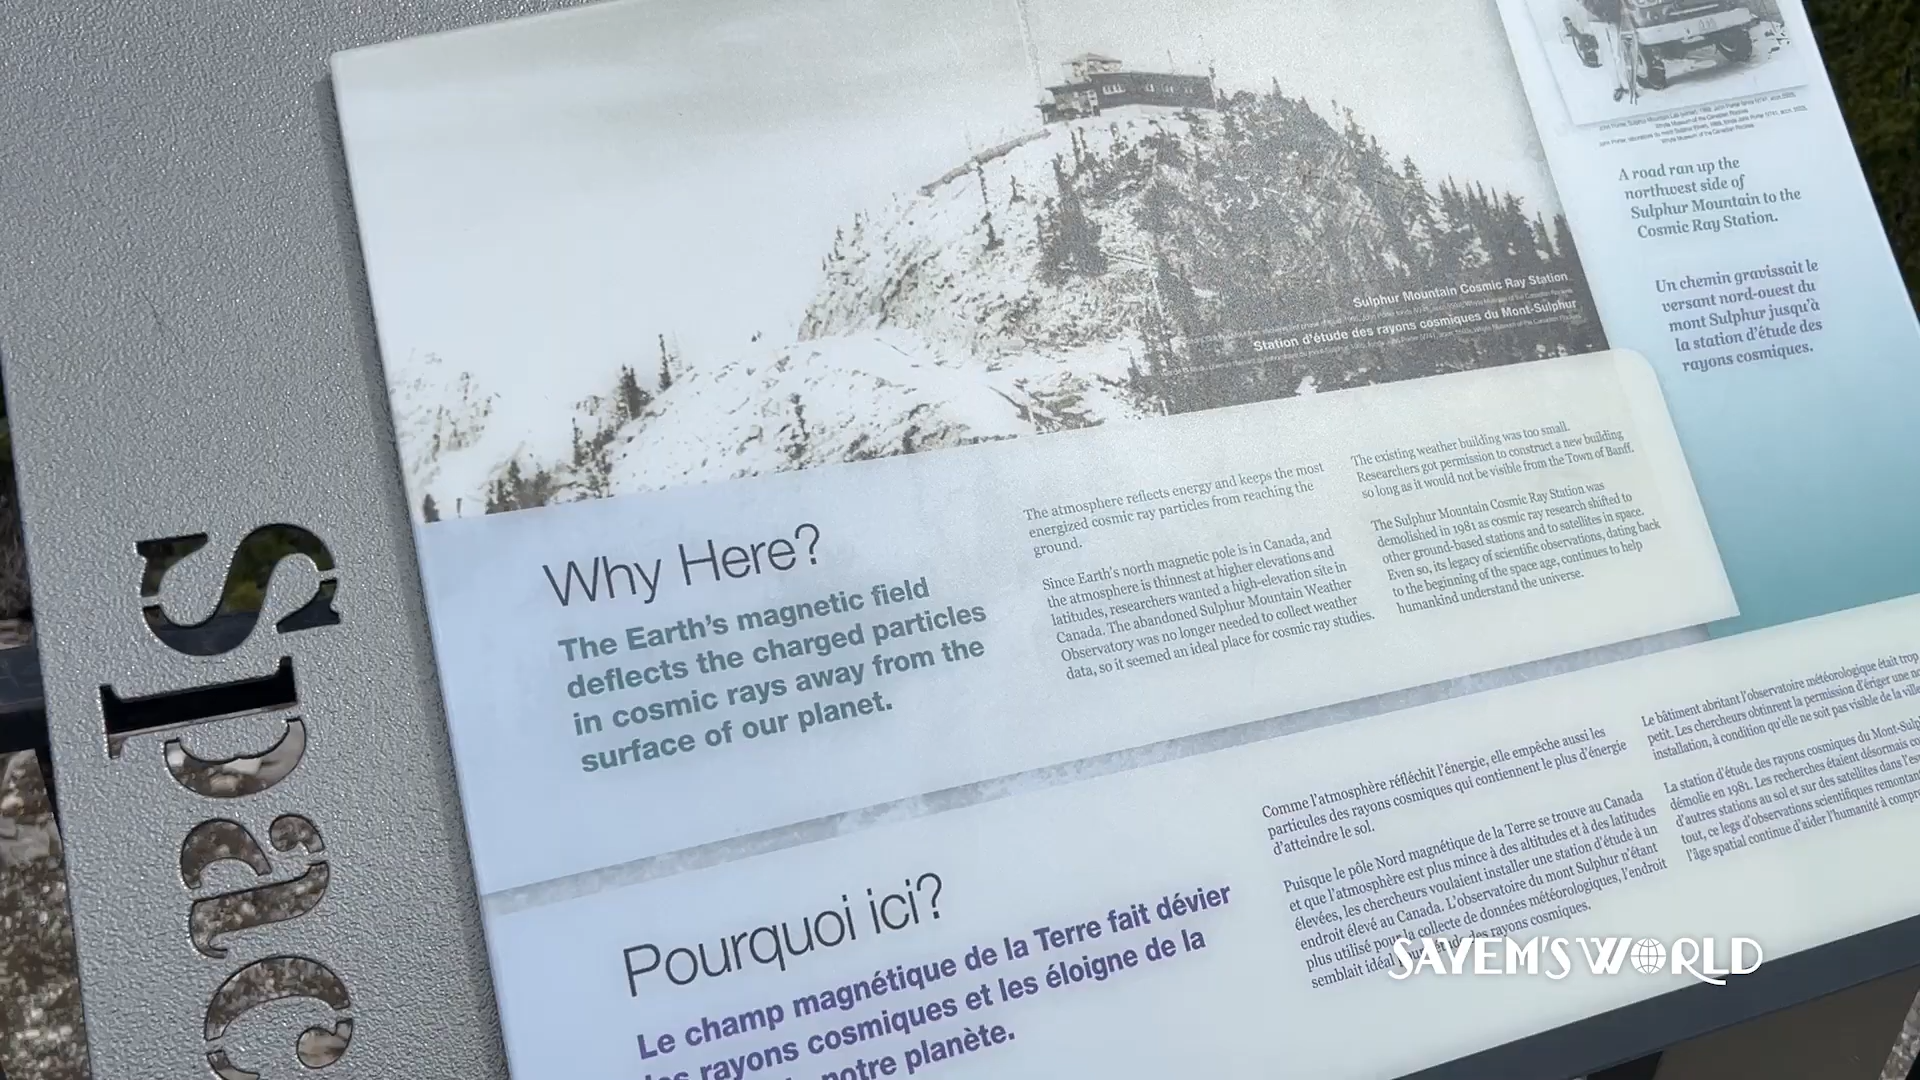 Spac
Sulphur Mountain Cosmic Ray Station
Station d'étude des rayons cosmiques du Mont-Sulphur
A road ran up the
northwest side of
Sulphur Mountain to the
Cosmic Ray Station.
Un chemin gravissait le
versant nord-ouest du
mont Sulphur jusqu'à
la station d'étude des
rayons cosmiques.
Why Here?
The Earth's magnetic field
deflects the charged particles
in cosmic rays away from the
surface of our planet.
The atmosphere reflects energy and keeps the most
energized cosmic ray particles from reaching the
ground.
Since Earth's north magnetic pole is in Canada, and
the atmosphere is thinnest at higher elevations and
latitudes, researchers wanted a high-elevation site in
Canada. The abandoned Sulphur Mountain Weather
Observatory was no longer needed to collect weather
data, so it seemed an ideal place for cosmic ray studies.
The existing weather building was too small.
Researchers got permission to construct a new building
so long as it would not be visible from the Town of Banff.
The Sulphur Mountain Cosmic Ray Station was
demolished in 1981 as cosmic ray research shifted to
other ground-based stations and to satellites in space.
Even so, its legacy of scientific observations, dating back
to the beginning of the space age, continues to help
humankind understand the universe.
Pourquoi ici?
Le champ magnétique de la Terre fait dévier
rayons cosmiques et les éloigne de la
notre planète.
Comme l'atmosphère réfléchit l'énergie, elle empêche aussi les
particules des rayons cosmiques qui contiennent le plus d'énergie
d'atteindre le sol.
Puisque le pôle Nord magnétique de la Terre se trouve au Canada
et que l'atmosphère est plus mince à des altitudes et à des latitudes
élevées, les chercheurs voulaient installer une station d'étude à un
endroit élevé au Canada. L'observatoire du mont Sulphur n'étant
plus utilisé pour la collecte de données météorologiques, l'endroit
semblait idéal des rayons cosmiques.
Le bâtiment abritant l'observatoire météorologique était trop
petit. Les chercheurs obtinrent la permission d'ériger une
installation, à condition qu'elle ne soit pas visible de la
La station d'étude des rayons cosmiques du
démolie en 1981. Les recherches étaient désormais
d'autres stations au sol et sur des satellites dans
tout, ce legs d'observations scientifiques
l'âge spatial continue d'aider l'humanité à
SAYEM'S WORLD